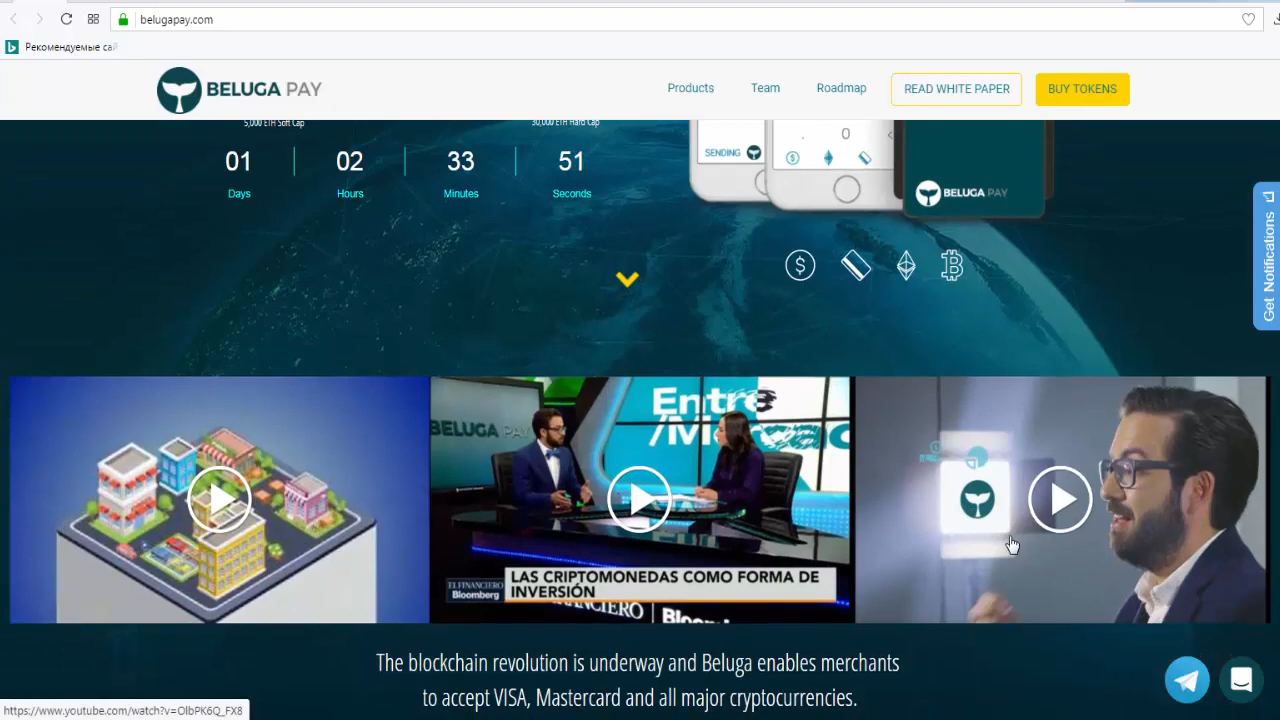 belugapay.com
Рекомендуемые сай
BELUGA PAY
Products
Team
Roadmap
READ WHITE PAPER
BUY TOKENS
5,000 ETH Soft Cap
30,000 ETH Hard Cap
01
02
33
51
Days
Hours
Minutes
Seconds
SENDING
. 0
BELUGA PAY
Get Notifications
BELUGA PAY
Entre
/Mercado
EL FINANCIERO
Bloomberg
LAS CRIPTOMONEDAS COMO FORMA DE
INVERSIÓN
The blockchain revolution is underway and Beluga enables merchants
to accept VISA, Mastercard and all major cryptocurrencies.
https://www.youtube.com/watch?v=OlbPK6Q_FX8